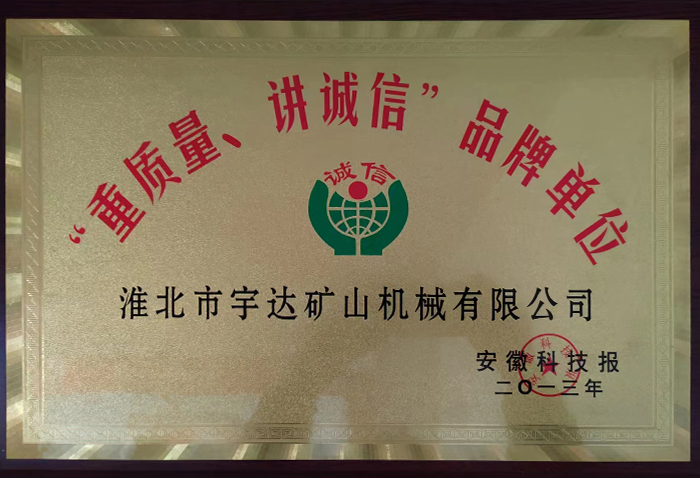 “重质量、讲诚信”品牌单位
诚信
淮北市宇达矿山机械有限公司
安徽科技报
二〇一三年